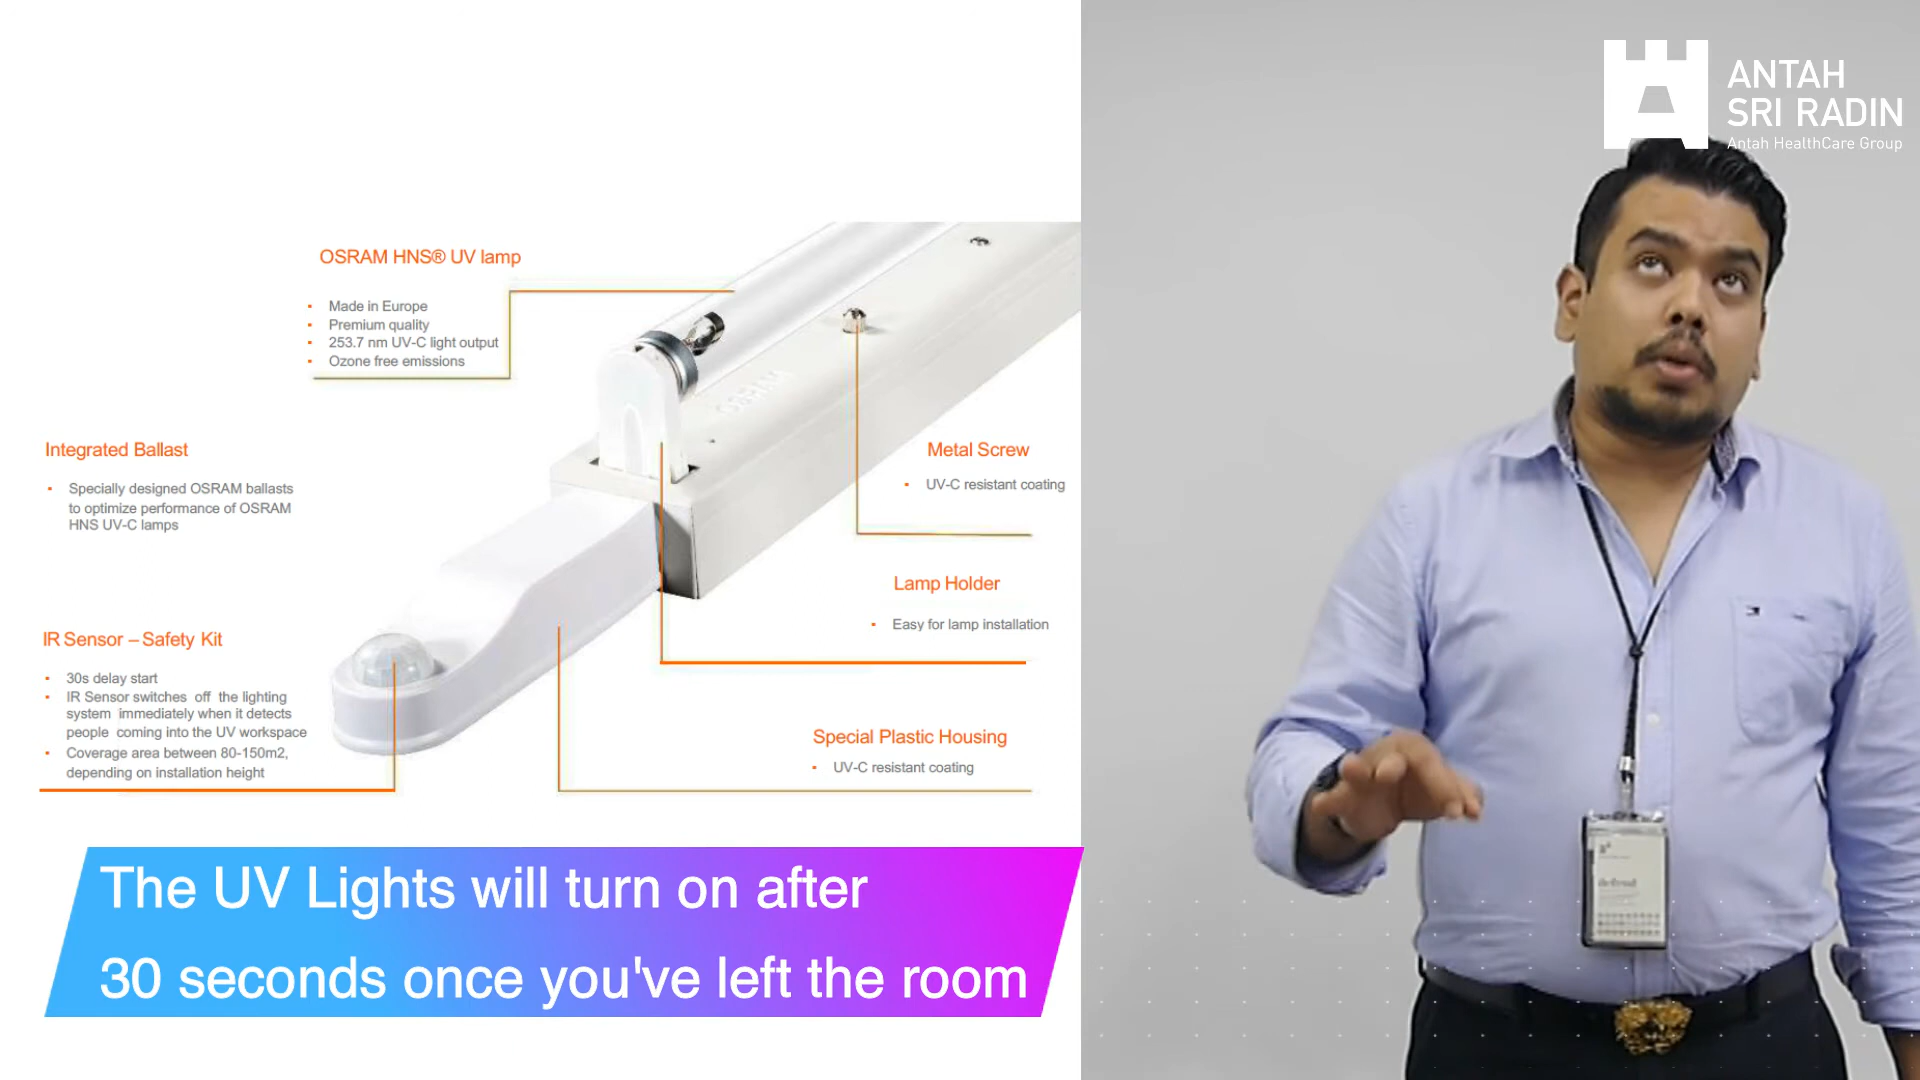 ANTAH
SRI RADIN
Antah HealthCare Group
OSRAM HNS® UV lamp
▪ Made in Europe
▪ Premium quality
▪ 253.7 nm UV-C light output
▪ Ozone free emissions
OSRAM
Integrated Ballast
▪ Specially designed OSRAM ballasts
to optimize performance of OSRAM
HNS UV-C lamps
Metal Screw
▪ UV-C resistant coating
Lamp Holder
▪ Easy for lamp installation
IR Sensor – Safety Kit
▪ 30s delay start
▪ IR Sensor switches off the lighting
system immediately when it detects
people coming into the UV workspace
▪ Coverage area between 80-150m2,
depending on installation height
Special Plastic Housing
▪ UV-C resistant coating
The UV Lights will turn on after
30 seconds once you've left the room